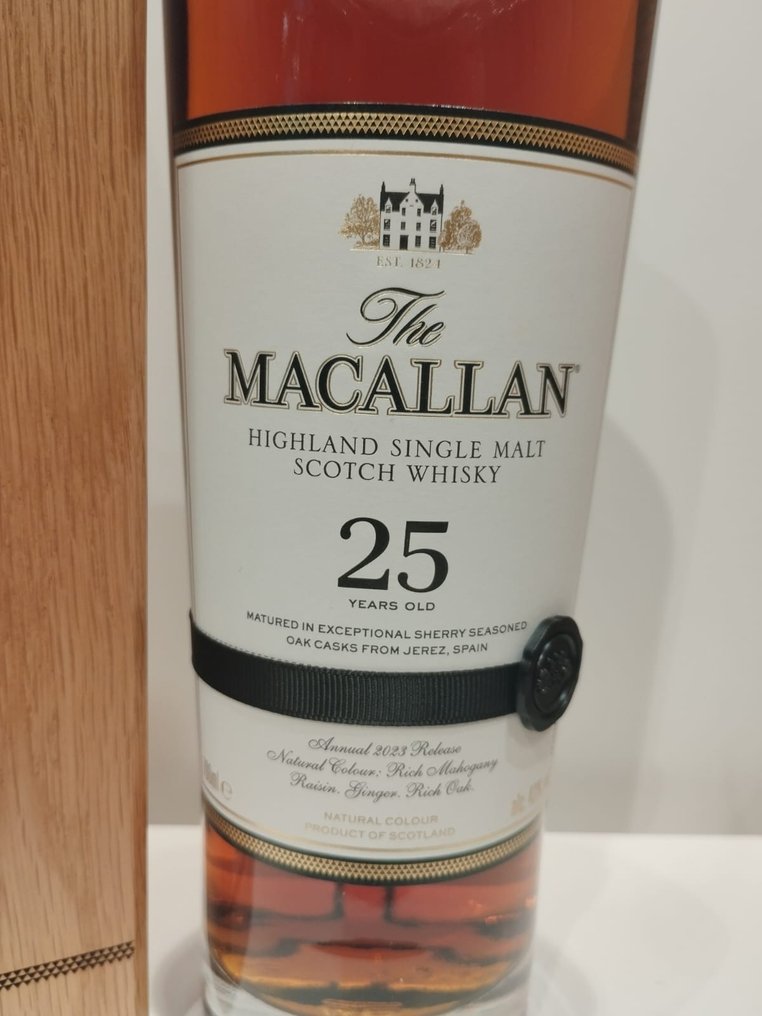 EST. 1824
The
MACALLAN®
HIGHLAND SINGLE MALT
SCOTCH WHISKY
25
YEARS OLD
MATURED IN EXCEPTIONAL SHERRY SEASONED
OAK CASKS FROM JEREZ, SPAIN
Annual 2023 Release
Natural Colour: Rich Mahogany
Raisin. Ginger. Rich Oak.
NATURAL COLOUR
PRODUCT OF SCOTLAND